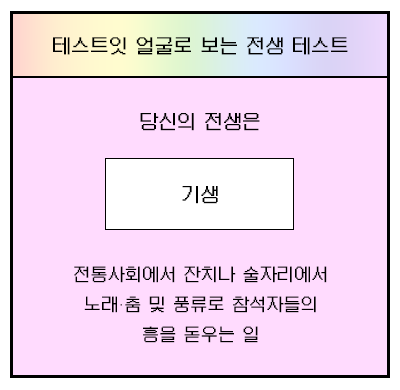 테스트잇 얼굴로 보는 전생 테스트
당신의 전생은
기생
전통사회에서 잔치나 술자리에서
노래·춤 및 풍류로 참석자들의
흥을 돋우는 일